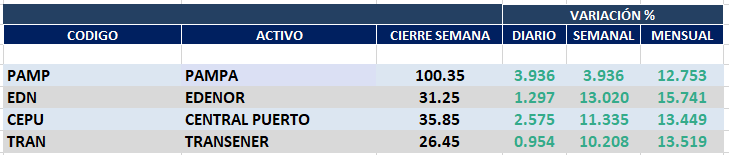 VARIACIÓN %
CODIGO ACTIVO CIERRE SEMANA DIARIO SEMANAL MENSUAL
PAMP PAMPA 100.35 3.936 3.936 12.753
EDN EDENOR 31.25 1.297 13.020 15.741
CEPU CENTRAL PUERTO 35.85 2.575 11.335 13.449
TRAN TRANSENER 26.45 0.954 10.208 13.519